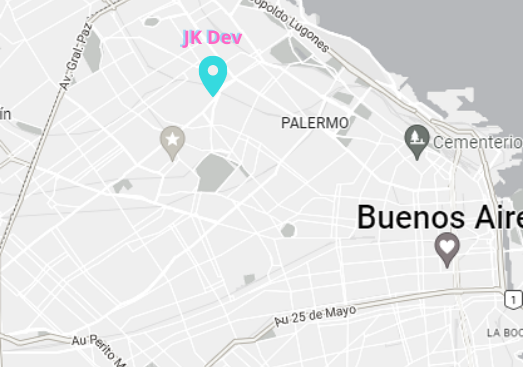 JK Dev
opoldo Lugones
Av. Gral. Paz
ín
PALERMO
Cementerio
Buenos Aire
1
Au 25 de Mayo
LA BOC
Au Perito M